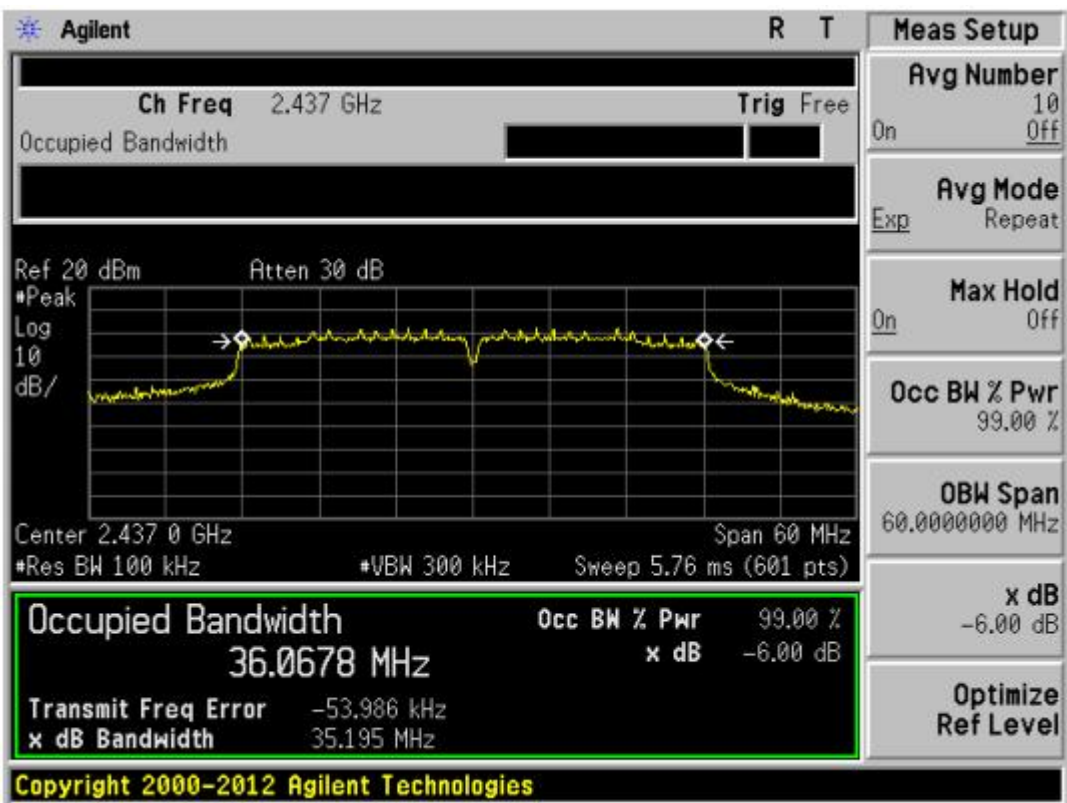 Agilent R T
Ch Freq 2.437 GHz Trig Free
Occupied Bandwidth
Ref 20 dBm Atten 30 dB
#Peak
Log
10
dB/
Center 2.437 0 GHz Span 60 MHz
#Res BW 100 kHz #VBW 300 kHz Sweep 5.76 ms (601 pts)
Occupied Bandwidth
36.0678 MHz
Occ BW % Pwr 99.00 %
x dB -6.00 dB
Transmit Freq Error -53.986 kHz
x dB Bandwidth 35.195 MHz
Copyright 2000-2012 Agilent Technologies
Meas Setup
Avg Number
10
On Off
Avg Mode
Exp Repeat
Max Hold
On Off
Occ BW % Pwr
99.00 %
OBW Span
60.0000000 MHz
x dB
-6.00 dB
Optimize
Ref Level